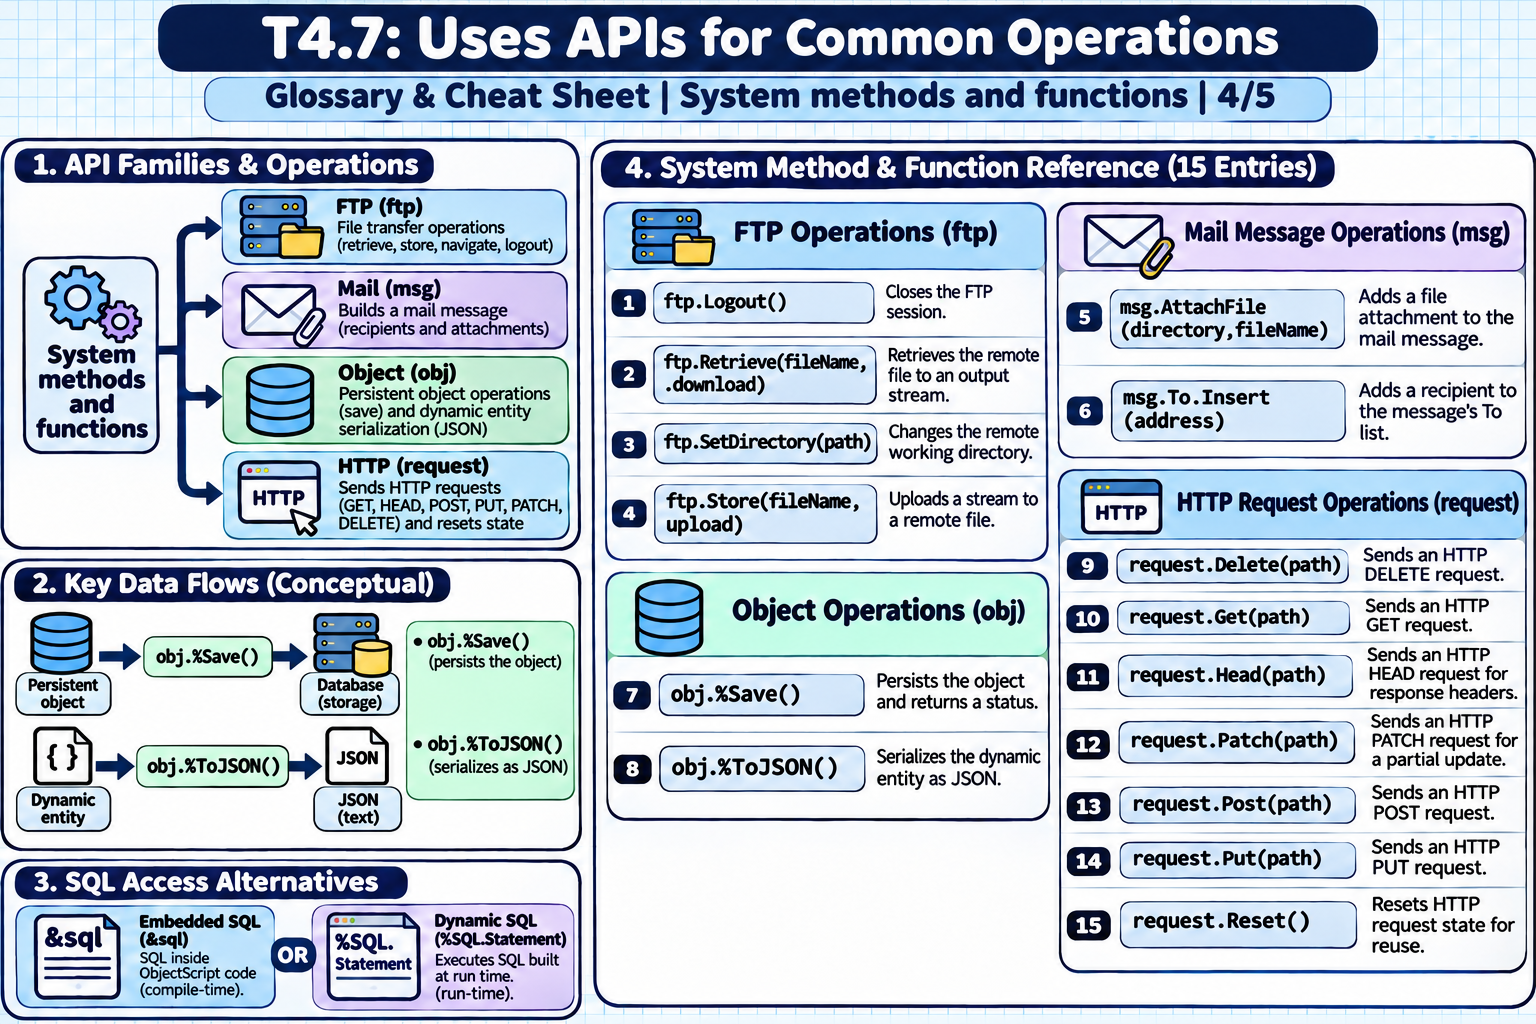 T4.7: Uses APIs for Common Operations
Glossary & Cheat Sheet | System methods and functions | 4/5
1. API Families & Operations
System
methods
and
functions
FTP (ftp)
File transfer operations
(retrieve, store, navigate, logout)
Mail (msg)
Builds a mail message
(recipients and attachments)
Object (obj)
Persistent object operations
(save) and dynamic entity
serialization (JSON)
HTTP
HTTP (request)
Sends HTTP requests
(GET, HEAD, POST, PUT, PATCH,
DELETE) and resets state
2. Key Data Flows (Conceptual)
Persistent
object
obj.%Save()
Database
(storage)
{ }
Dynamic
entity
obj.%ToJSON()
JSON
JSON
(text)
• obj.%Save()
(persists the object)
• obj.%ToJSON()
(serializes as JSON)
3. SQL Access Alternatives
&sql
Embedded SQL
(&sql)
SQL inside
ObjectScript code
(compile-time).
OR
%SQL.
Statement
Dynamic SQL
(%SQL.Statement)
Executes SQL built
at run time.
(run-time).
4. System Method & Function Reference (15 Entries)
FTP Operations (ftp)
1 ftp.Logout()
Closes the FTP
session.
2 ftp.Retrieve(fileName,
.download)
Retrieves the remote
file to an output
stream.
3 ftp.SetDirectory(path)
Changes the remote
working directory.
4 ftp.Store(fileName,
upload)
Uploads a stream to
a remote file.
Object Operations (obj)
7 obj.%Save()
Persists the object
and returns a status.
8 obj.%ToJSON()
Serializes the dynamic
entity as JSON.
Mail Message Operations (msg)
5 msg.AttachFile
(directory,fileName)
Adds a file
attachment to the
mail message.
6 msg.To.Insert
(address)
Adds a recipient to
the message's To
list.
HTTP
HTTP Request Operations (request)
9 request.Delete(path)
Sends an HTTP
DELETE request.
10 request.Get(path)
Sends an HTTP
GET request.
11 request.Head(path)
Sends an HTTP
HEAD request for
response headers.
12 request.Patch(path)
Sends an HTTP
PATCH request for
a partial update.
13 request.Post(path)
Sends an HTTP
POST request.
14 request.Put(path)
Sends an HTTP
PUT request.
15 request.Reset()
Resets HTTP
request state for
reuse.